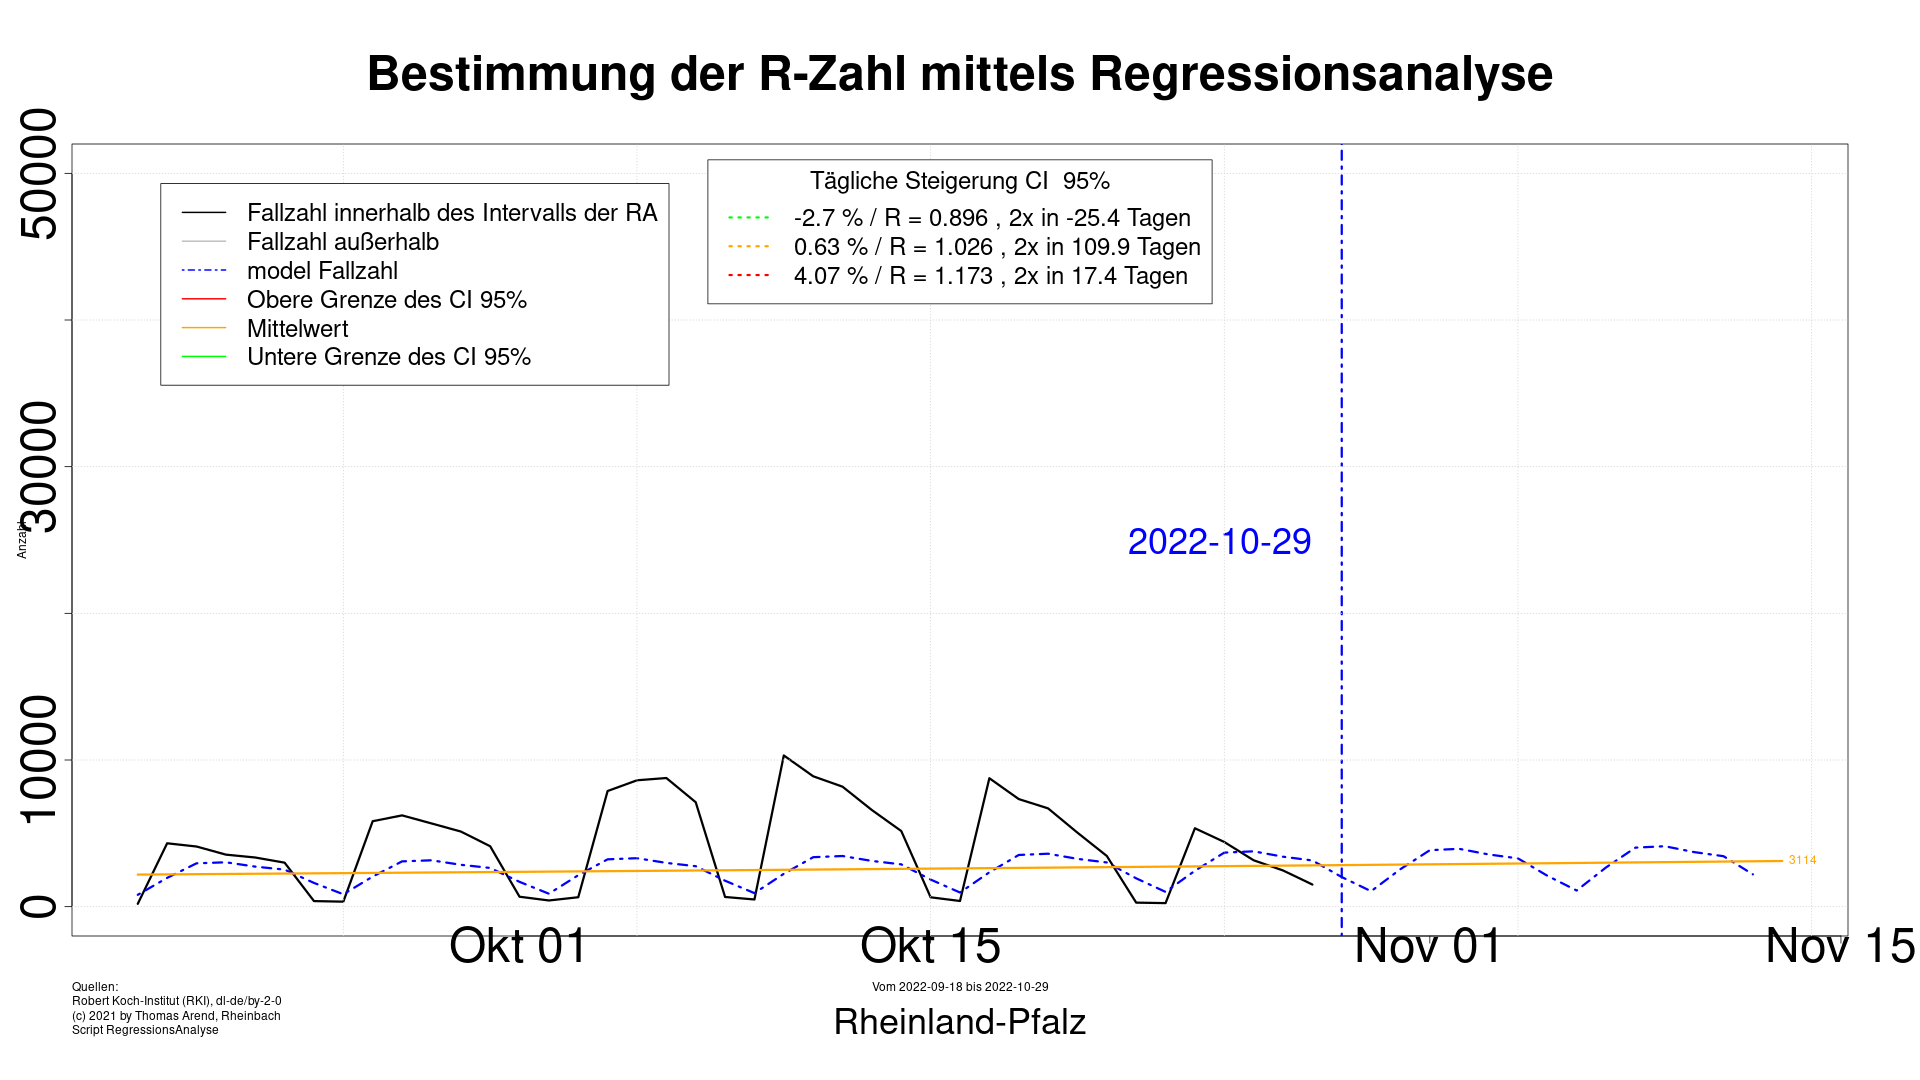 Bestimmung der R-Zahl mittels Regressionsanalyse
50000
30000
10000
0
Anzahl
Fallzahl innerhalb des Intervalls der RA
Fallzahl außerhalb
model Fallzahl
Obere Grenze des CI 95%
Mittelwert
Untere Grenze des CI 95%
Tägliche Steigerung CI  95%
-2.7 % / R = 0.896 , 2x in -25.4 Tagen
0.63 % / R = 1.026 , 2x in 109.9 Tagen
4.07 % / R = 1.173 , 2x in 17.4 Tagen
2022-10-29
3114
Okt 01
Okt 15
Nov 01
Nov 15
Quellen:
Robert Koch-Institut (RKI), dl-de/by-2-0
(c) 2021 by Thomas Arend, Rheinbach
Script RegressionsAnalyse
Vom 2022-09-18 bis 2022-10-29
Rheinland-Pfalz